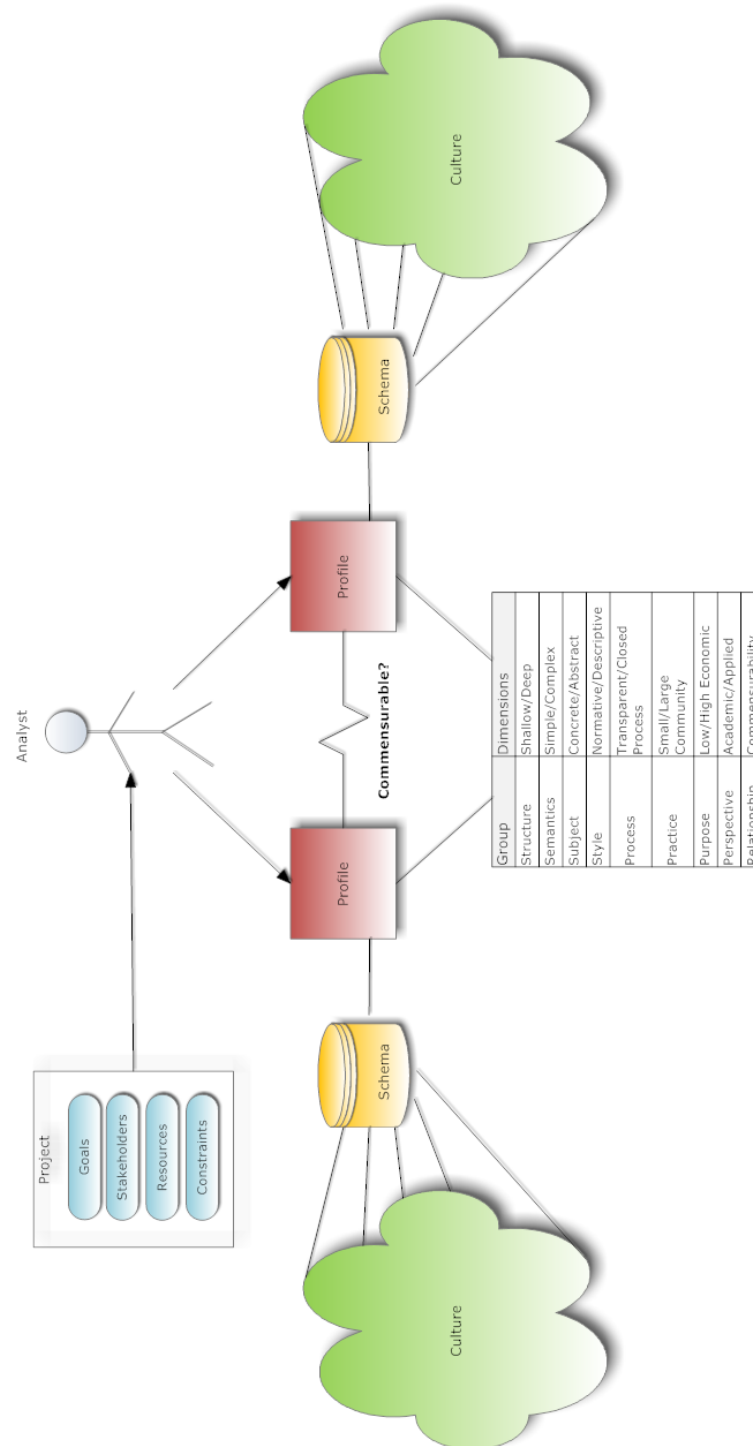 Analyst
Project
Goals
Stakeholders
Resources
Constraints
Profile
Profile
Commensurable?
Schema
Schema
Culture
Culture
Group Dimensions
Structure Shallow/Deep
Semantics Simple/Complex
Subject Concrete/Abstract
Style Normative/Descriptive
Process Transparent/Closed
Process
Practice Small/Large
Community
Purpose Low/High Economic
Perspective Academic/Applied
Relationship Commensurability